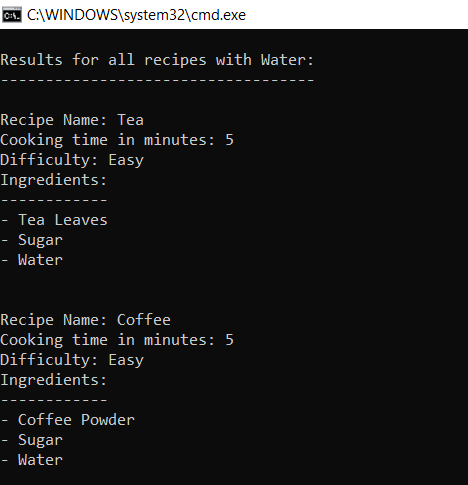 C:\WINDOWS\system32\cmd.exe
Results for all recipes with Water:
-----------------------------------
Recipe Name: Tea
Cooking time in minutes: 5
Difficulty: Easy
Ingredients:
------------
- Tea Leaves
- Sugar
- Water
Recipe Name: Coffee
Cooking time in minutes: 5
Difficulty: Easy
Ingredients:
------------
- Coffee Powder
- Sugar
- Water